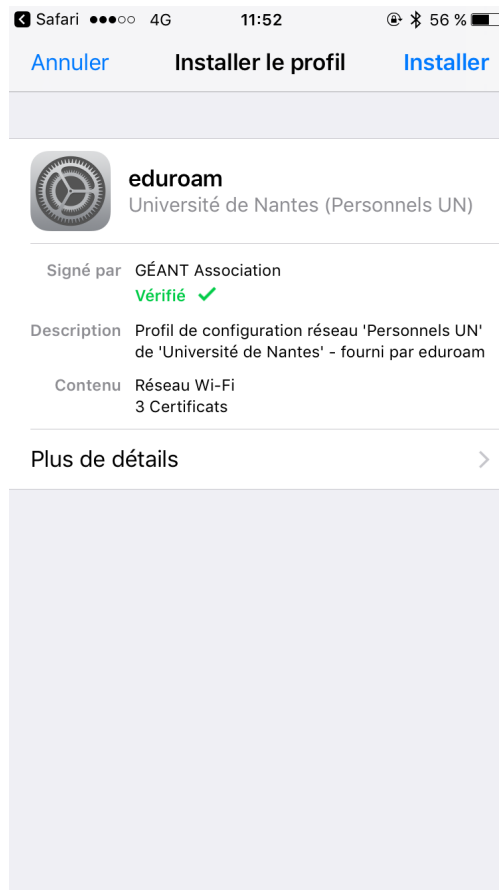 Safari 4G 11:52 56 %
Annuler Installer le profil Installer
eduroam
Université de Nantes (Personnels UN)
Signé par GÉANT Association
Vérifié
Description Profil de configuration réseau 'Personnels UN'
de 'Université de Nantes' - fourni par eduroam
Contenu Réseau Wi-Fi
3 Certificats
Plus de détails